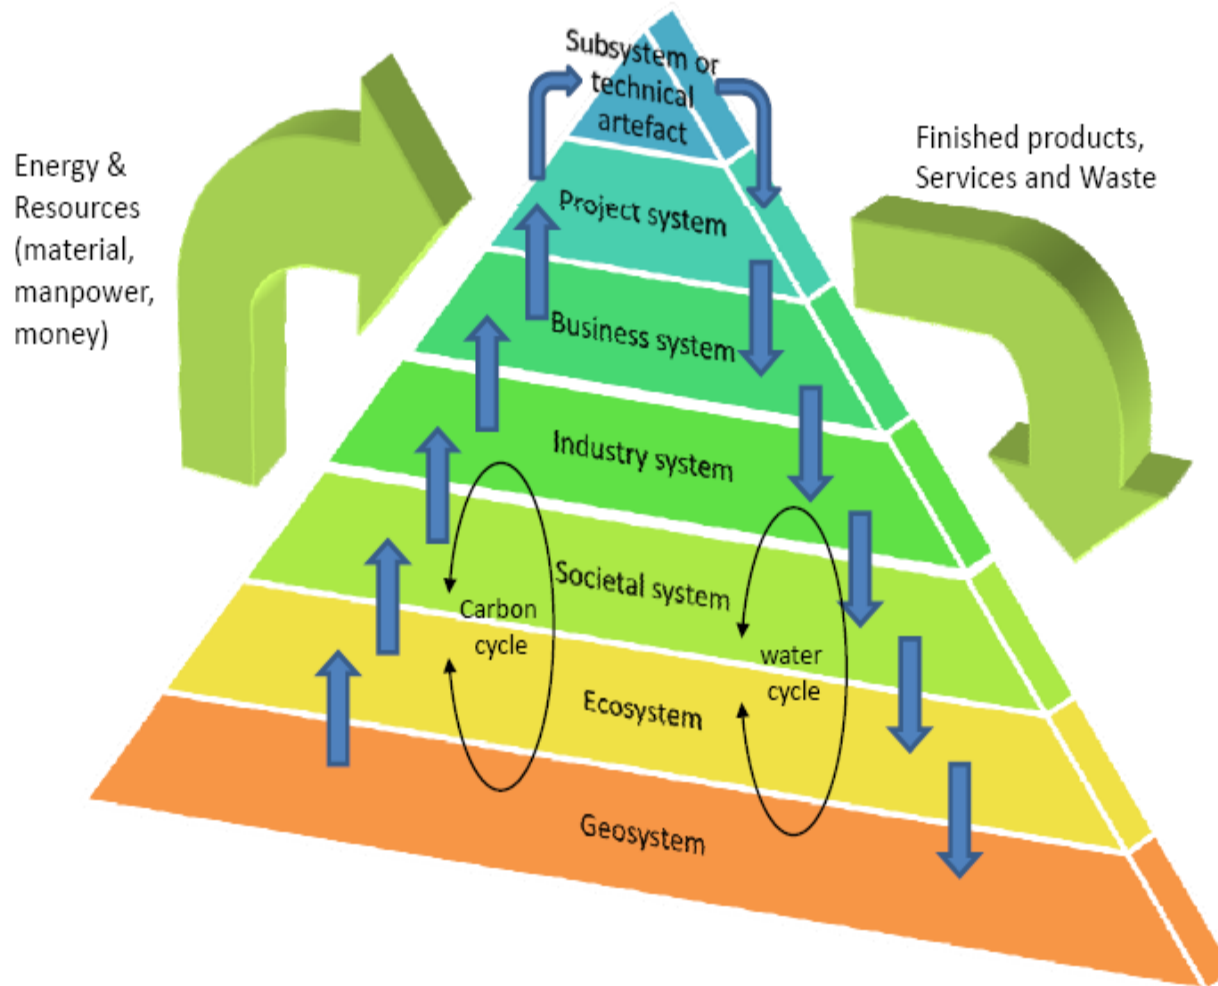 Subsystem or
technical
artefact
Energy &
Resources
(material,
manpower,
money)
Finished products,
Services and Waste
Project system
Business system
Industry system
Societal system
Carbon
cycle
water
cycle
Ecosystem
Geosystem